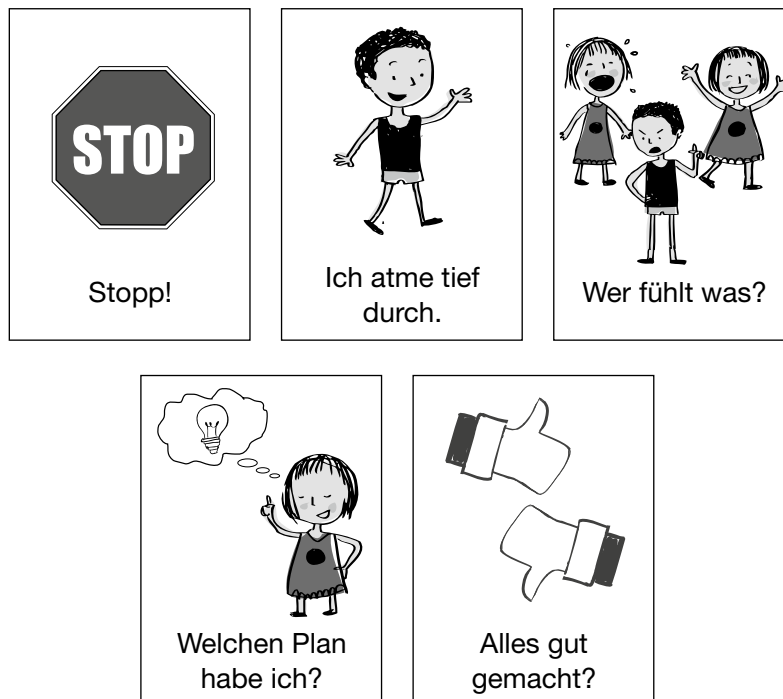 STOP
Stopp!
Ich atme tief
durch.
Wer fühlt was?
Welchen Plan
habe ich?
Alles gut
gemacht?